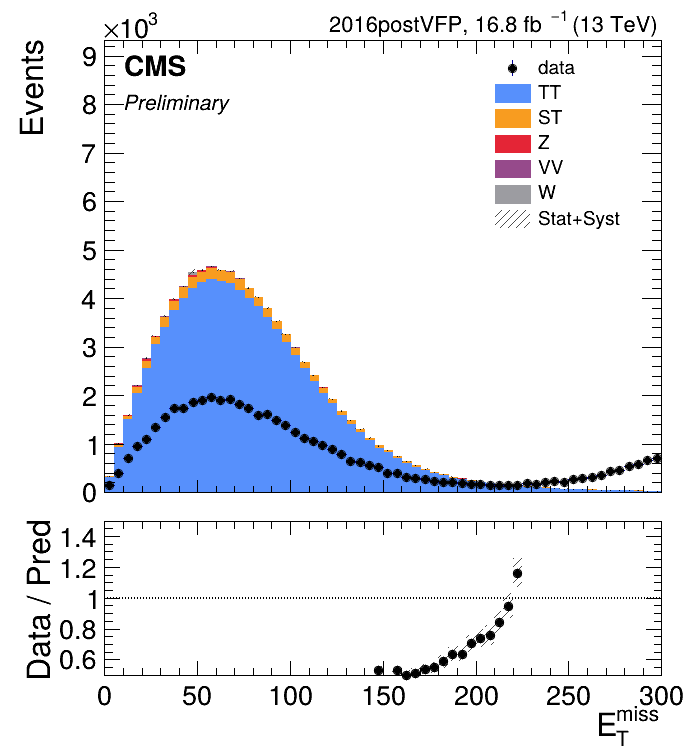 ×10³
2016postVFP, 16.8 fb ⁻¹ (13 TeV)
CMS
Preliminary
Events
9
8
7
6
5
4
3
2
1
0
data
TT
ST
Z
VV
W
Stat+Syst
Data / Pred
1.4
1.2
1
0.8
0.6
0 50 100 150 200 250 300
E_T^miss